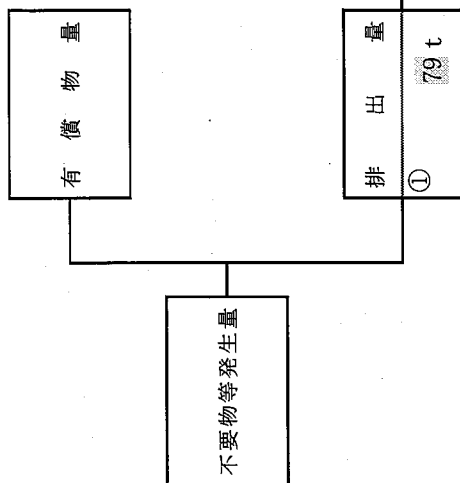 不要物等発生量
有償物量
排出量
①
79 t